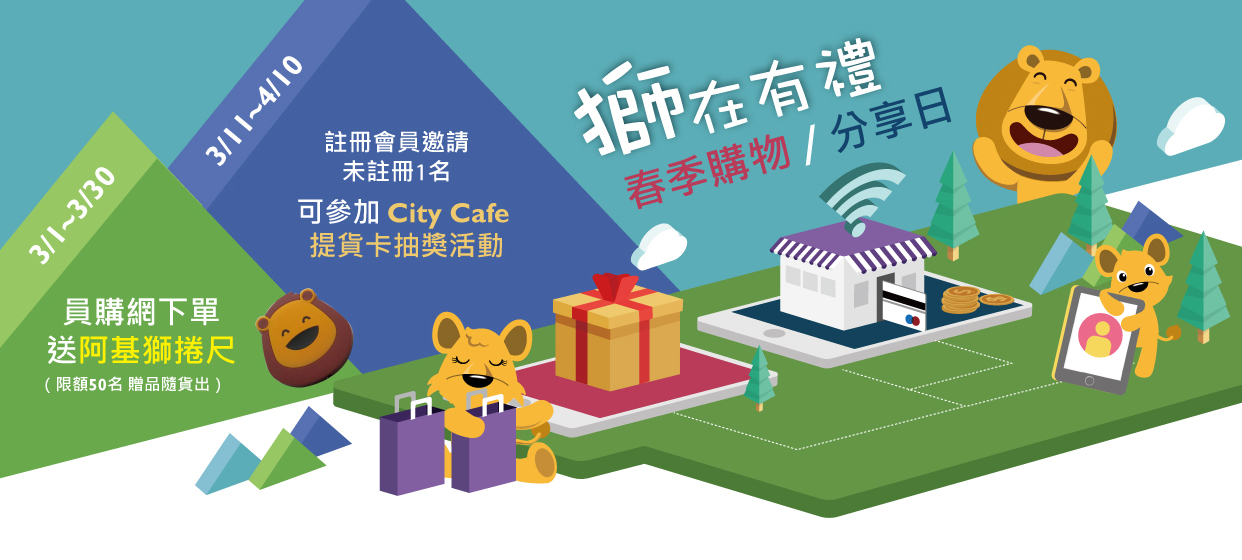 獅在有禮
春季購物 / 分享日
3/11~4/10
註冊會員邀請
未註冊1名
可參加 City Cafe
提貨卡抽獎活動
3/1~3/30
員購網下單
送阿基獅捲尺
( 限額50名 贈品隨貨出 )